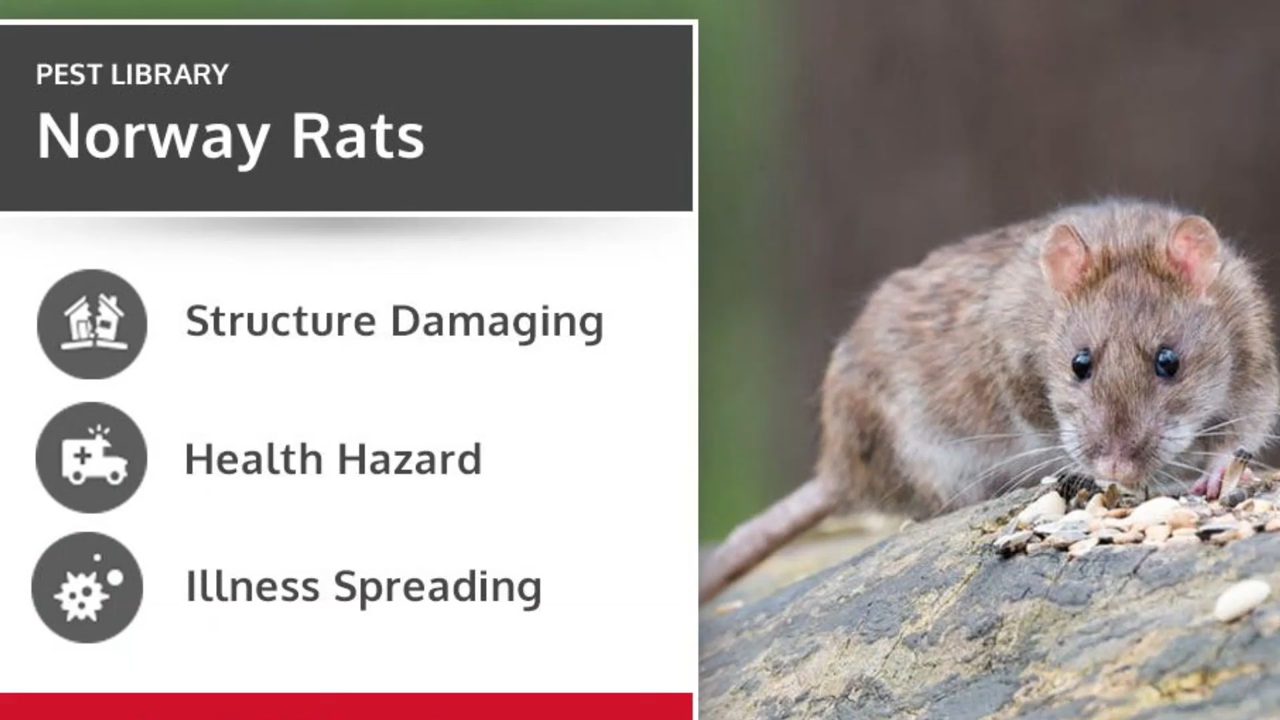 PEST LIBRARY
Norway Rats
Structure Damaging
Health Hazard
Illness Spreading